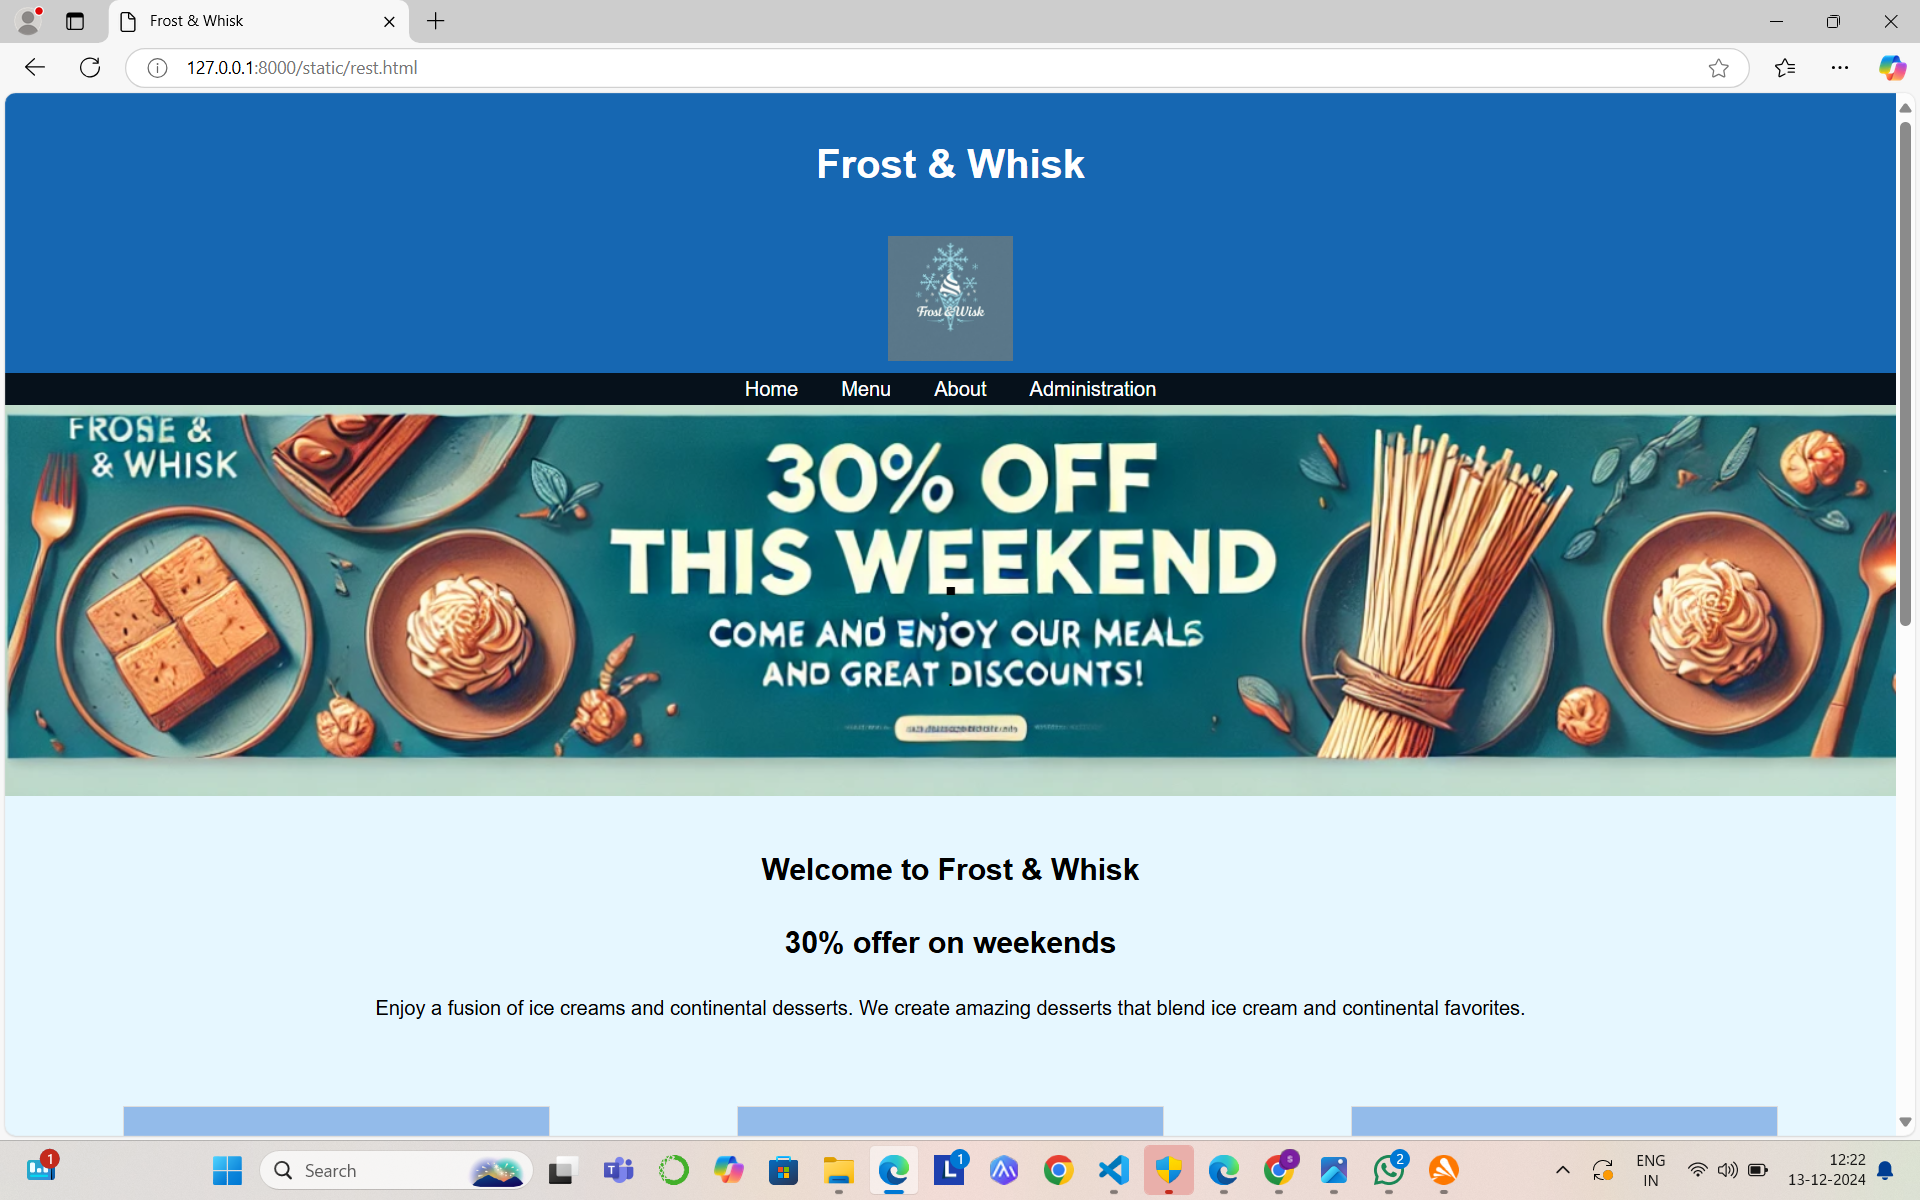 Frost & Whisk
127.0.0.1:8000/static/rest.html
Frost & Whisk
Frost & Wisk
Home Menu About Administration
FROSE &
& WHISK
30% OFF
THIS WEEKEND
COME AND ENJOY OUR MEALS
AND GREAT DISCOUNTS!
Welcome to Frost & Whisk
30% offer on weekends
Enjoy a fusion of ice creams and continental desserts. We create amazing desserts that blend ice cream and continental favorites.
1
Search
T
L
1
s
2
ENG
IN
12:22
13-12-2024